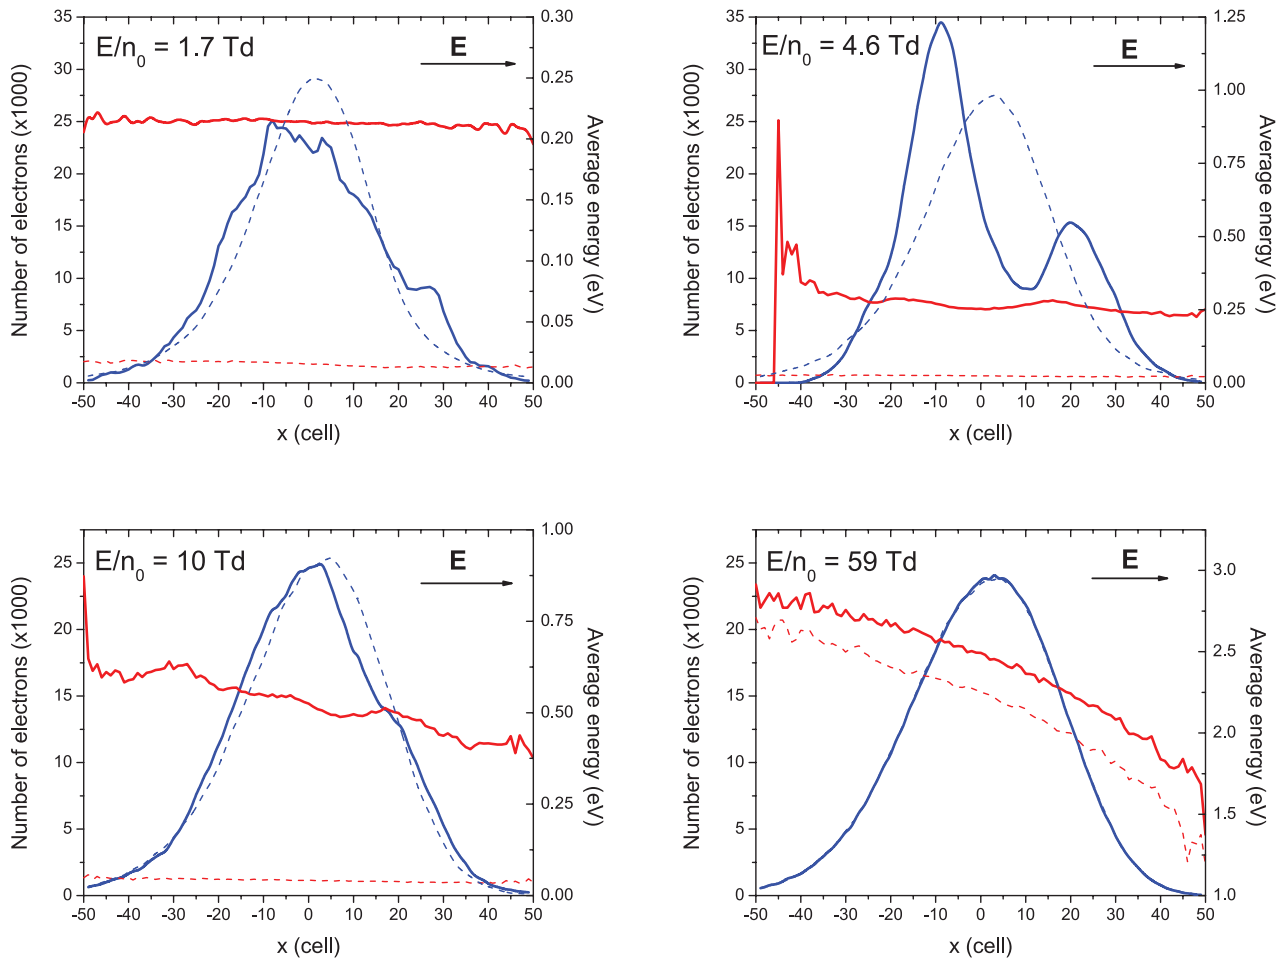 E/n0 = 1.7 Td
E
Number of electrons (x1000)
35
30
25
20
15
10
5
0
0.30
0.25
0.20
0.15
0.10
0.05
0.00
Average energy (eV)
-50 -40 -30 -20 -10 0 10 20 30 40 50
x (cell)
E/n0 = 4.6 Td
E
Number of electrons (x1000)
35
30
25
20
15
10
5
0
1.25
1.00
0.75
0.50
0.25
0.00
Average energy (eV)
-50 -40 -30 -20 -10 0 10 20 30 40 50
x (cell)
E/n0 = 10 Td
E
Number of electrons (x1000)
25
20
15
10
5
0
1.00
0.75
0.50
0.25
0.00
Average energy (eV)
-50 -40 -30 -20 -10 0 10 20 30 40 50
x (cell)
E/n0 = 59 Td
E
Number of electrons (x1000)
25
20
15
10
5
0
3.0
2.5
2.0
1.5
1.0
Average energy (eV)
-50 -40 -30 -20 -10 0 10 20 30 40 50
x (cell)